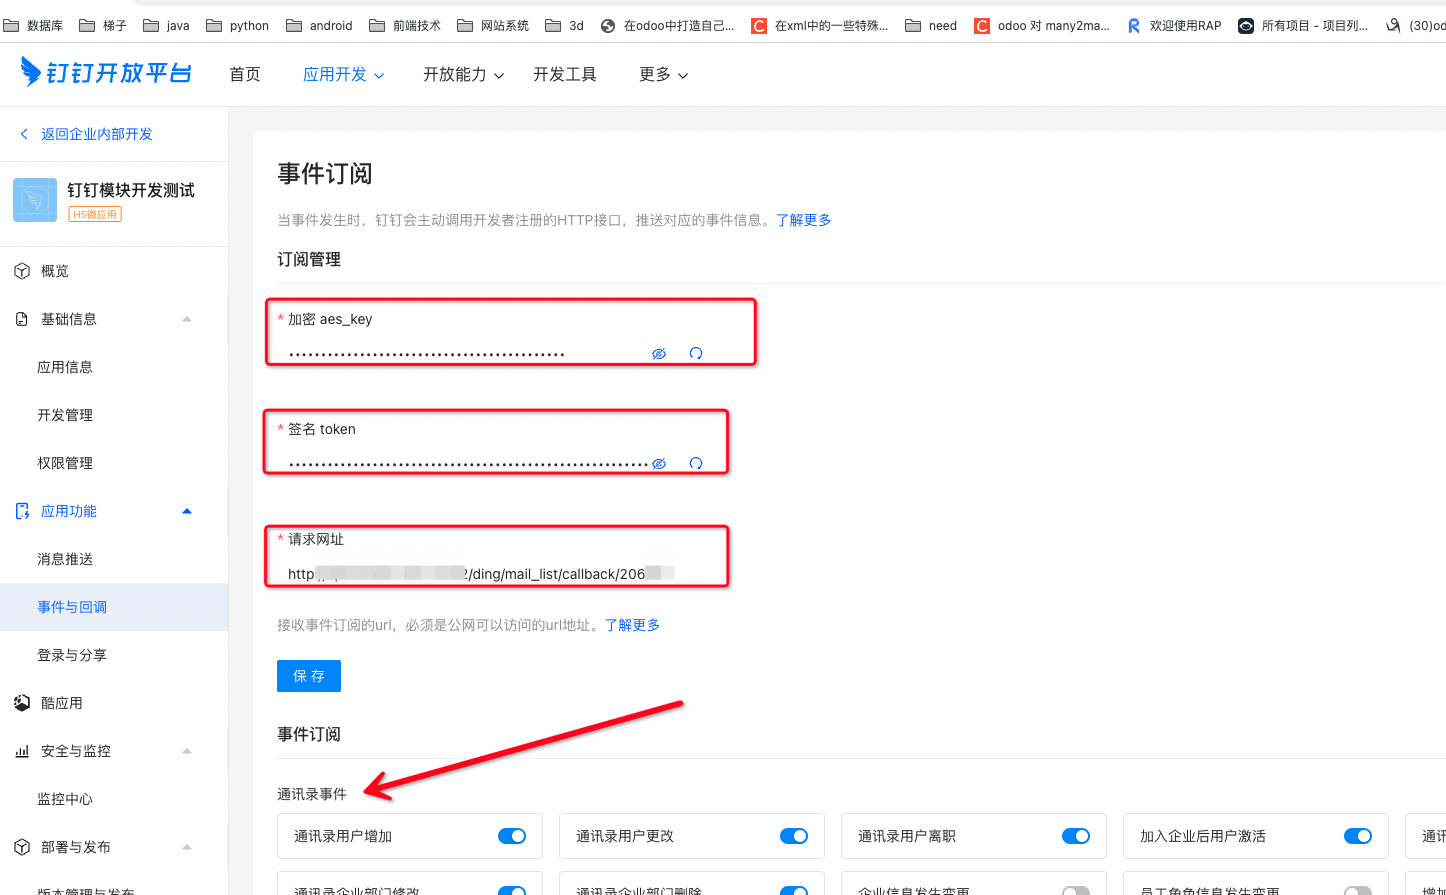 数据库 梯子 java python android 前端技术 网站系统 3d 在odoo中打造自己... 在xml中的一些特殊... need odoo 对 many2ma... 欢迎使用RAP 所有项目 - 项目列... (30)od
钉钉开放平台 首页 应用开发 开放能力 开发工具 更多
返回企业内部开发
钉钉模块开发测试
H5微应用
概览
基础信息
应用信息
开发管理
权限管理
应用功能
消息推送
事件与回调
登录与分享
酷应用
安全与监控
监控中心
部署与发布
版本管理与发布
事件订阅
当事件发生时，钉钉会主动调用开发者注册的HTTP接口，推送对应的事件信息。了解更多
订阅管理
* 加密 aes_key
* 签名 token
* 请求网址
http 2/ding/mail_list/callback/206
接收事件订阅的url，必须是公网可以访问的url地址。了解更多
保 存
事件订阅
通讯录事件
通讯录用户增加 通讯录用户更改 通讯录用户离职 加入企业后用户激活 通讯
通讯录企业部门修改 通讯录企业部门删除 企业信息发生变更 员工角色信息发生变更 增加